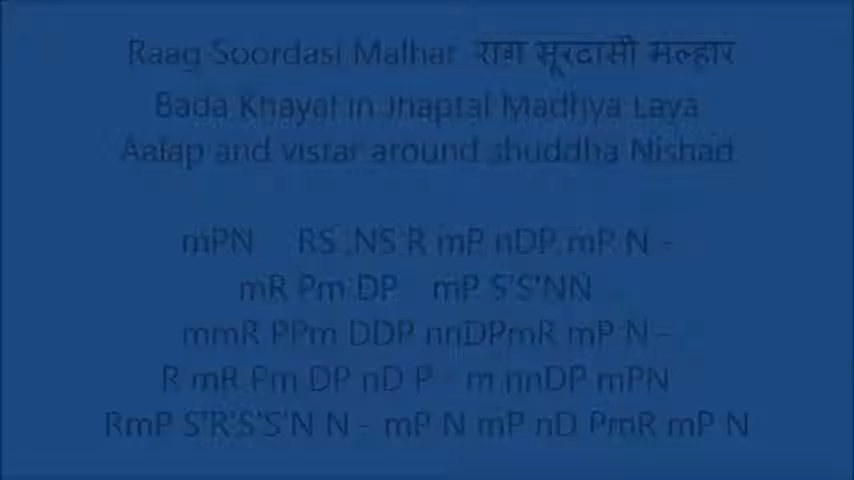 Raag Soordasi Malhar राग सूरदासी मल्हार
Bada Khayal in Jhaptal Madhya Laya
Aalap and vistar around shuddha Nishad
mPN RS ,NS R mP nDP mP N -
mR Pm DP mP S'S'NN
mmR PPm DDP nnDPmR mP N -
R mR Pm DP nD P - m nnDP mPN
RmP S'R'S'S'N N - mP N mP nD PmR mP N